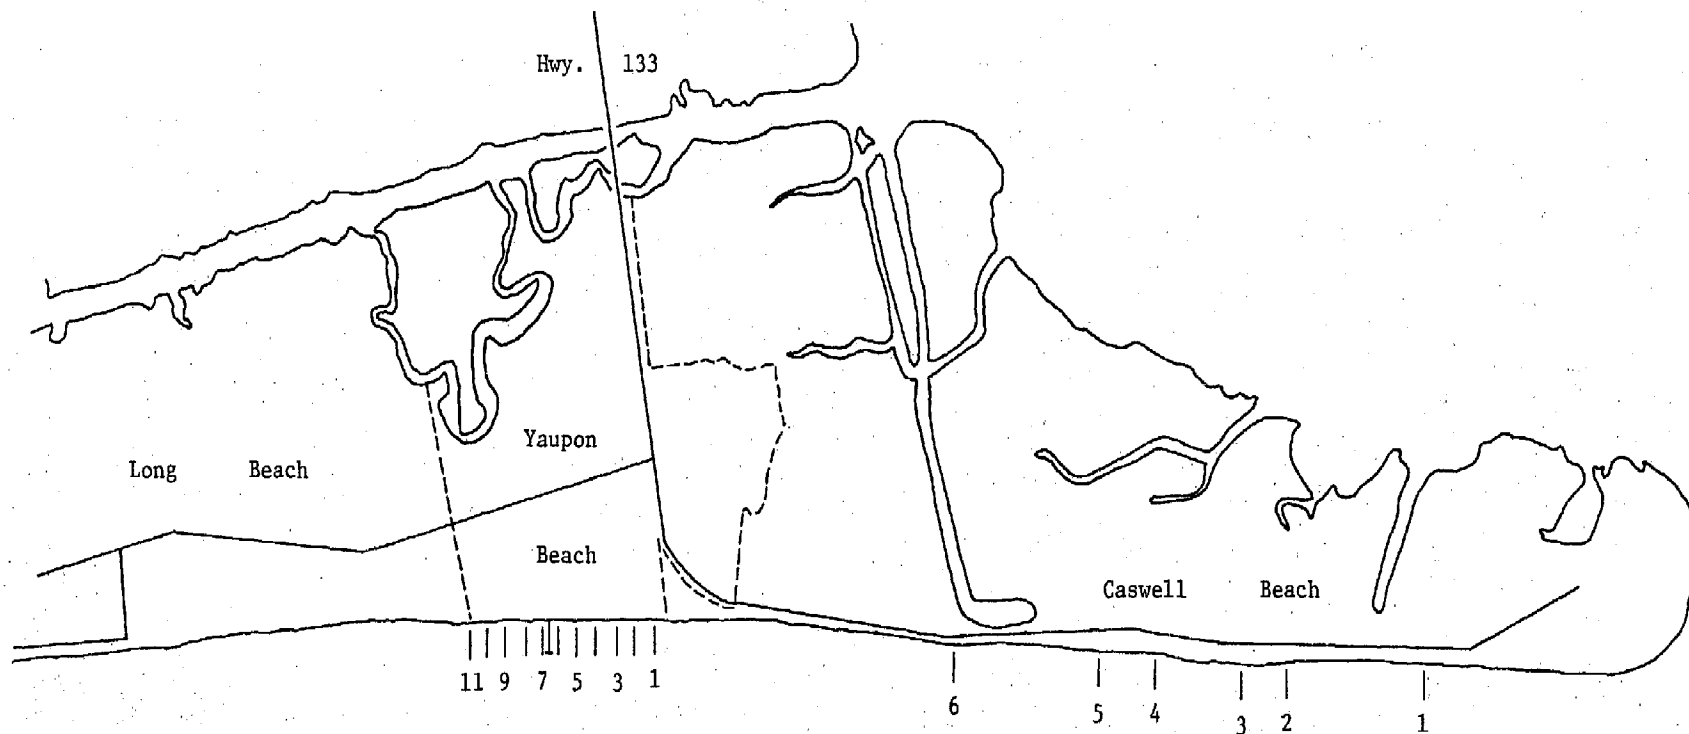 Hwy. 133
Yaupon
Long Beach
Beach
Caswell Beach
11 9 7 5 3 1
6 5 4 3 2 1